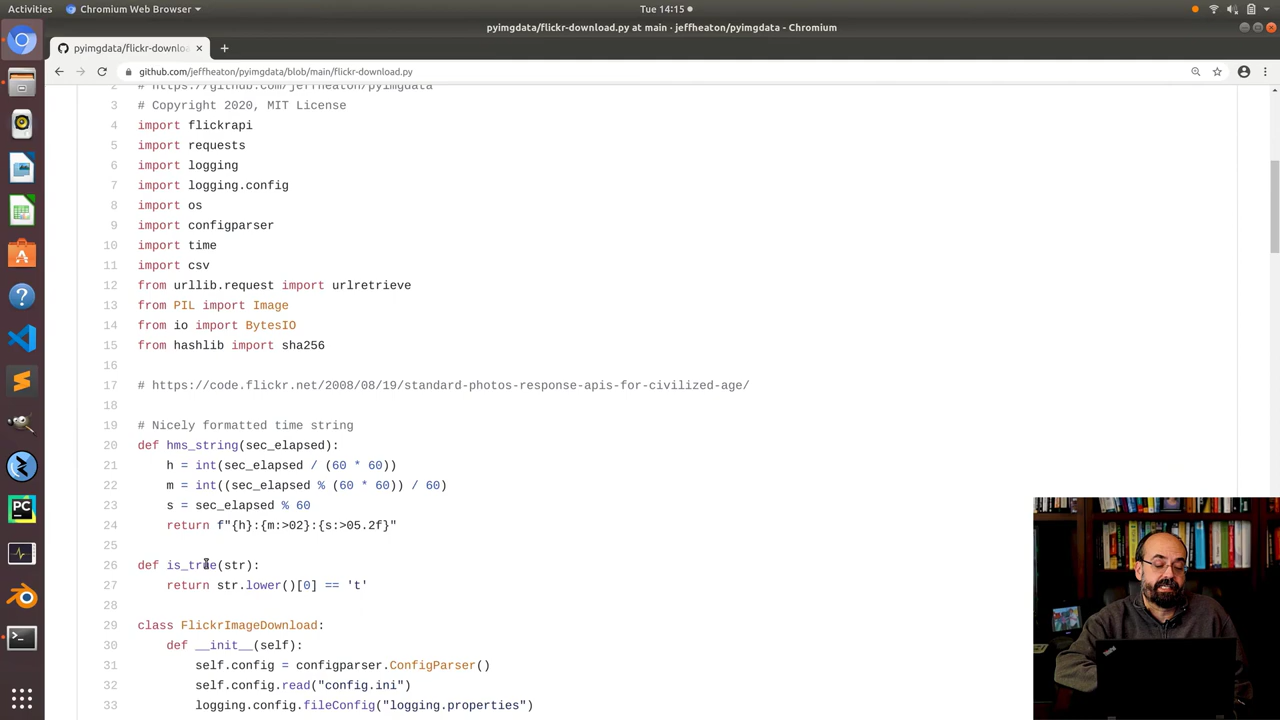 Activities
Chromium Web Browser
Tue 14:15
pyimgdata/flickr-download.py at main · jeffheaton/pyimgdata - Chromium
pyimgdata/flickr-downlo
github.com/jeffheaton/pyimgdata/blob/main/flickr-download.py
2 # https://github.com/jeffheaton/pyimgdata
3 # Copyright 2020, MIT License
4 import flickrapi
5 import requests
6 import logging
7 import logging.config
8 import os
9 import configparser
10 import time
11 import csv
12 from urllib.request import urlretrieve
13 from PIL import Image
14 from io import BytesIO
15 from hashlib import sha256
16
17 # https://code.flickr.net/2008/08/19/standard-photos-response-apis-for-civilized-age/
18
19 # Nicely formatted time string
20 def hms_string(sec_elapsed):
21 h = int(sec_elapsed / (60 * 60))
22 m = int((sec_elapsed % (60 * 60)) / 60)
23 s = sec_elapsed % 60
24 return f"{h}:{m:>02}:{s:>05.2f}"
25
26 def is_true(str):
27 return str.lower()[0] == 't'
28
29 class FlickrImageDownload:
30 def __init__(self):
31 self.config = configparser.ConfigParser()
32 self.config.read("config.ini")
33 logging.config.fileConfig("logging.properties")
PC